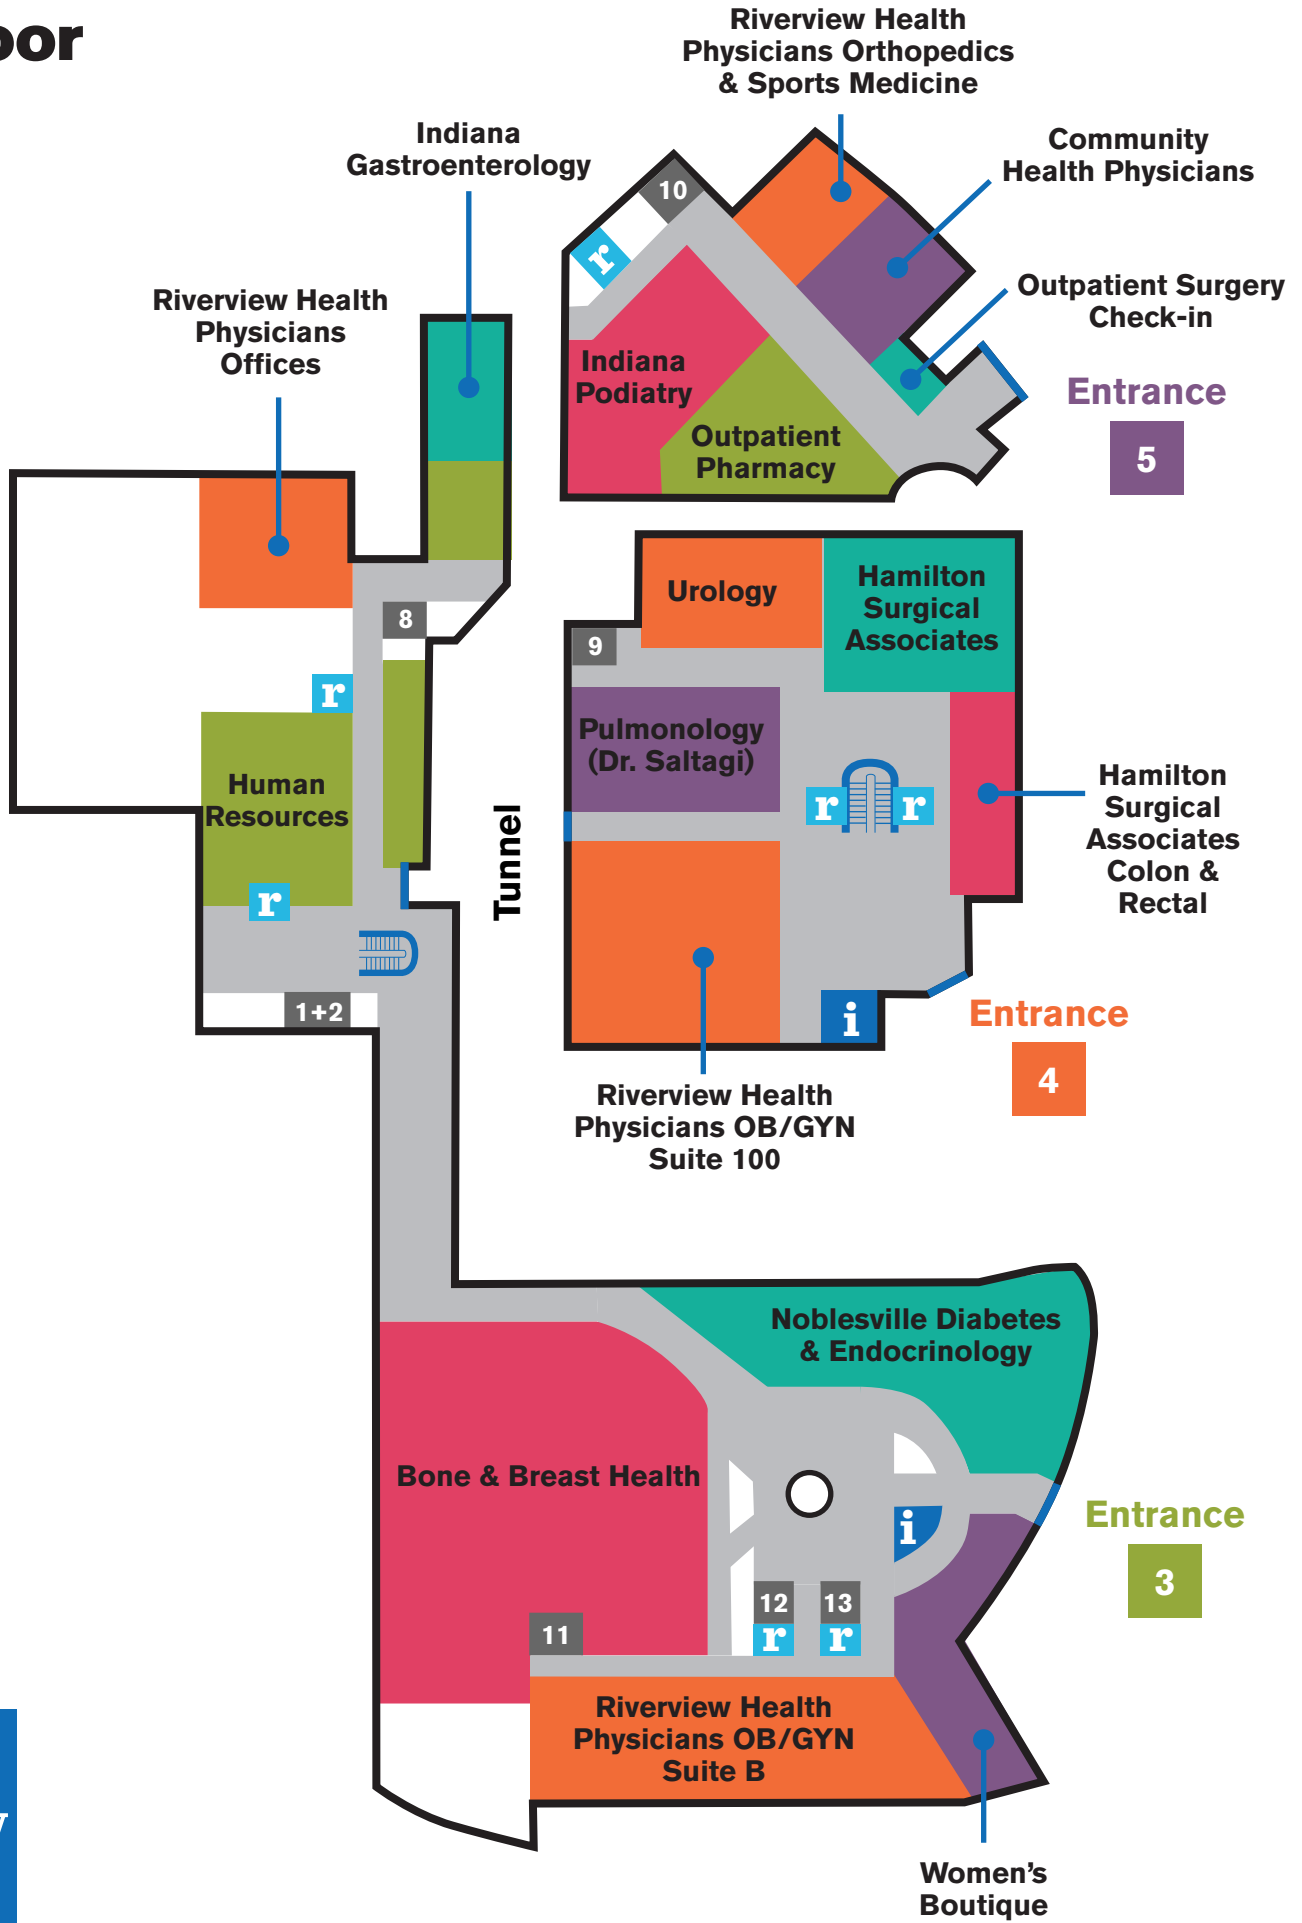 Riverview Health
Physicians Orthopedics
& Sports Medicine
Indiana
Gastroenterology
Community
Health Physicians
10
r
Outpatient Surgery
Check-in
Riverview Health
Physicians
Offices
Indiana
Podiatry
Entrance
5
Outpatient
Pharmacy
Urology
Hamilton
Surgical
Associates
8
9
r
Pulmonology
(Dr. Saltagi)
Human
Resources
r
r
Hamilton
Surgical
Associates
Colon &
Rectal
Tunnel
r
1+2
i
Entrance
4
Riverview Health
Physicians OB/GYN
Suite 100
Noblesville Diabetes
& Endocrinology
Bone & Breast Health
i
Entrance
3
12
13
11
r
r
Riverview Health
Physicians OB/GYN
Suite B
Women's
Boutique